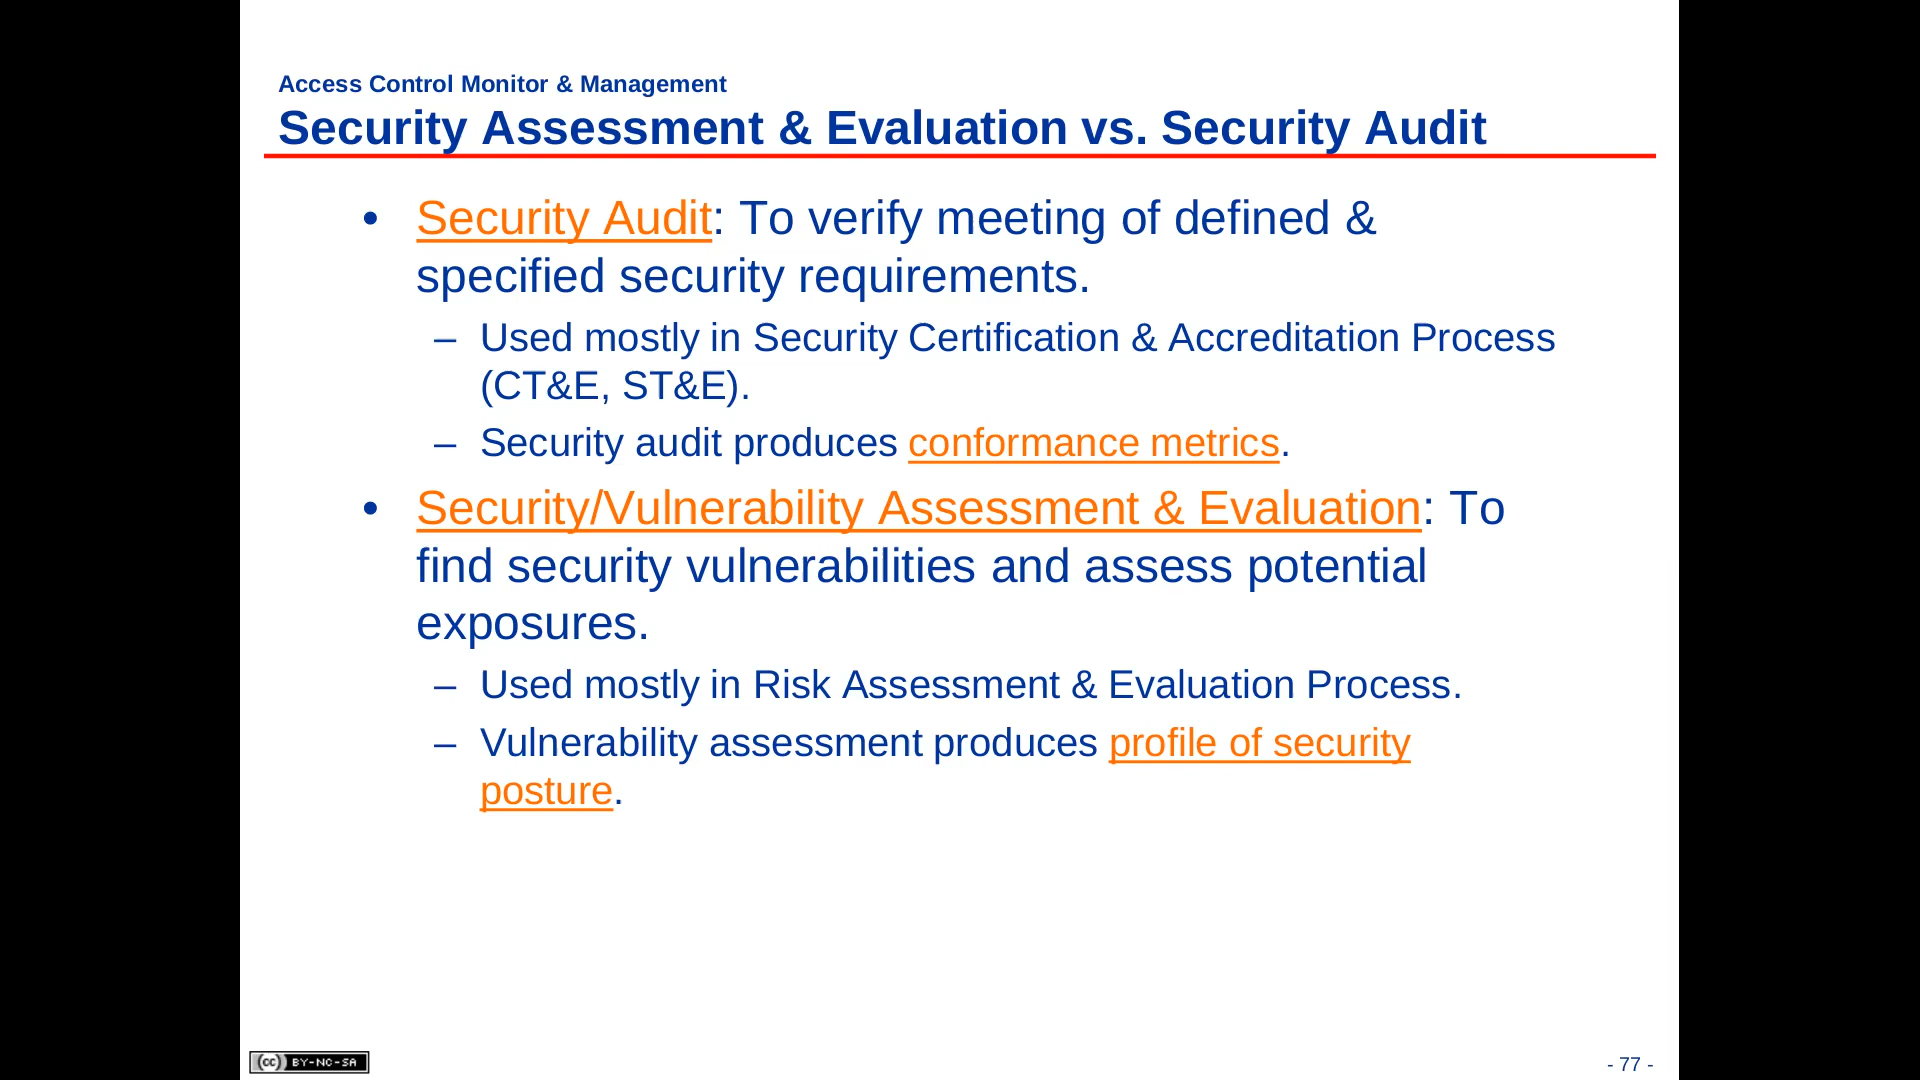 Access Control Monitor & Management
Security Assessment & Evaluation vs. Security Audit
• Security Audit: To verify meeting of defined &
specified security requirements.
– Used mostly in Security Certification & Accreditation Process
(CT&E, ST&E).
– Security audit produces conformance metrics.
• Security/Vulnerability Assessment & Evaluation: To
find security vulnerabilities and assess potential
exposures.
– Used mostly in Risk Assessment & Evaluation Process.
– Vulnerability assessment produces profile of security
posture.
(cc) BY-NC-SA
- 77 -